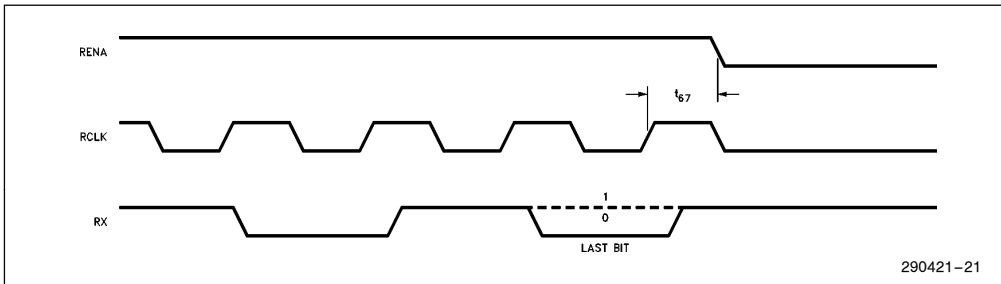 RENA
t67
RCLK
1
0
RX
LAST BIT
290421–21